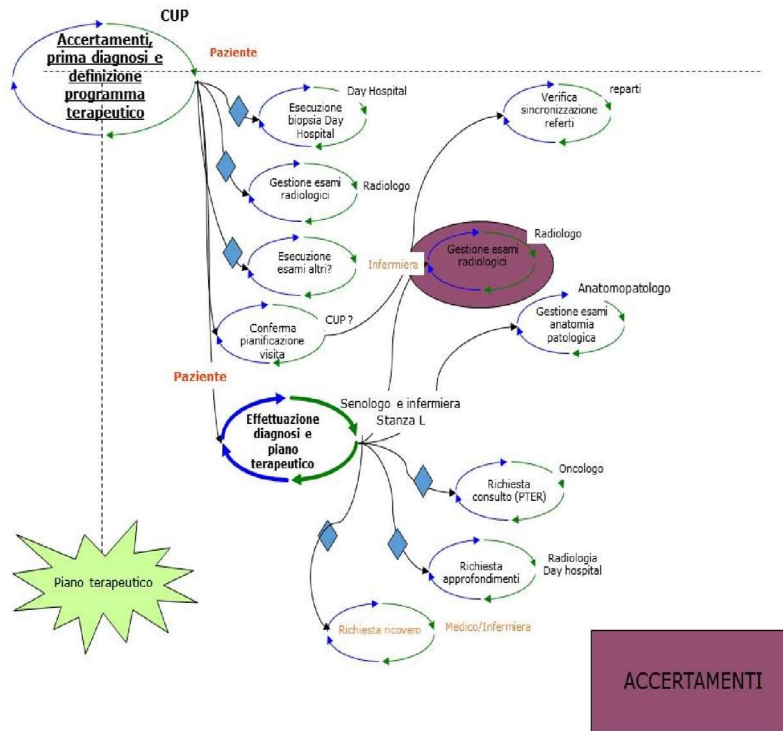 CUP
Accertamenti,
prima diagnosi e
definizione
programma
terapeutico
Paziente
Day Hospital
Esecuzione
biopsia Day
Hospital
reparti
Verifica
sincronizzazione
referti
Gestione esami
radiologici
Radiologo
Esecuzione
esami altri?
Infermiera
Radiologo
Gestione esami
radiologici
Anatomopatologo
Gestione esami
anatomia
patologica
CUP ?
Conferma
pianificazione
visita
Paziente
Senologo e infermiera
Stanza L
Effettuazione
diagnosi e
piano
terapeutico
Oncologo
Richiesta
consulto (PTER)
Radiologia
Day hospital
Richiesta
approfondimenti
Piano terapeutico
Richiesta ricovero
Medico/Infermiera
ACCERTAMENTI